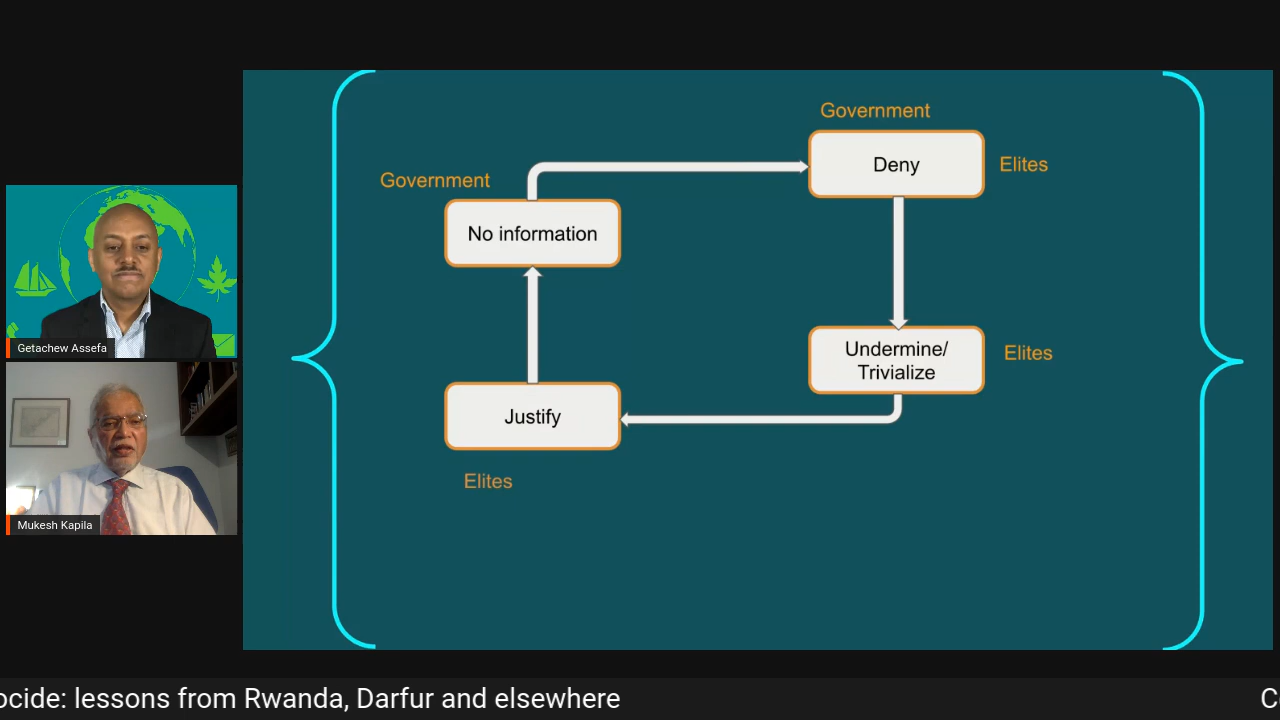 Government
Deny
Elites
Government
No information
Undermine/
Trivialize
Elites
Justify
Elites
Getachew Assefa
Mukesh Kapila
ocide: lessons from Rwanda, Darfur and elsewhere
C